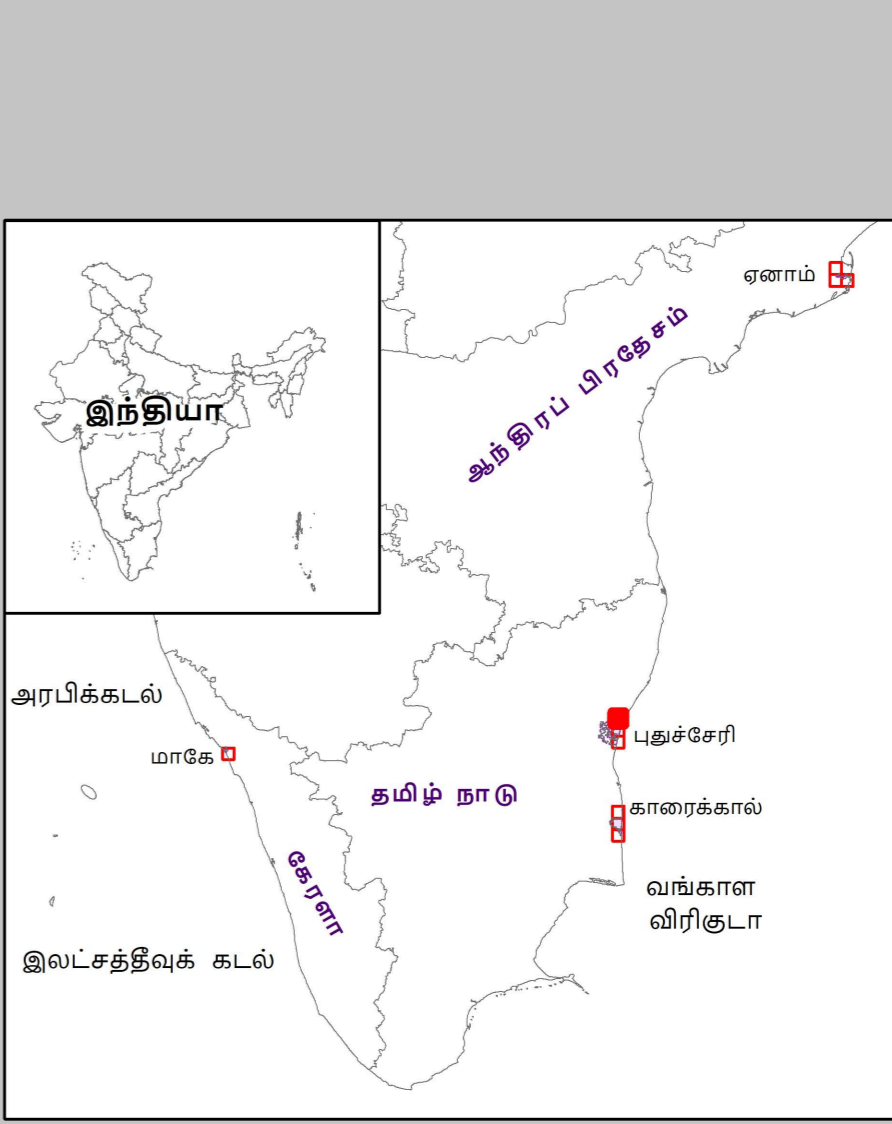 ஏனாம்
ஆந்திரப் பிரதேசம்
இந்தியா
அரபிக்கடல்
புதுச்சேரி
மாகே
தமிழ் நாடு
காரைக்கால்
கேரளா
வங்காள
விரிகுடா
இலட்சத்தீவுக் கடல்